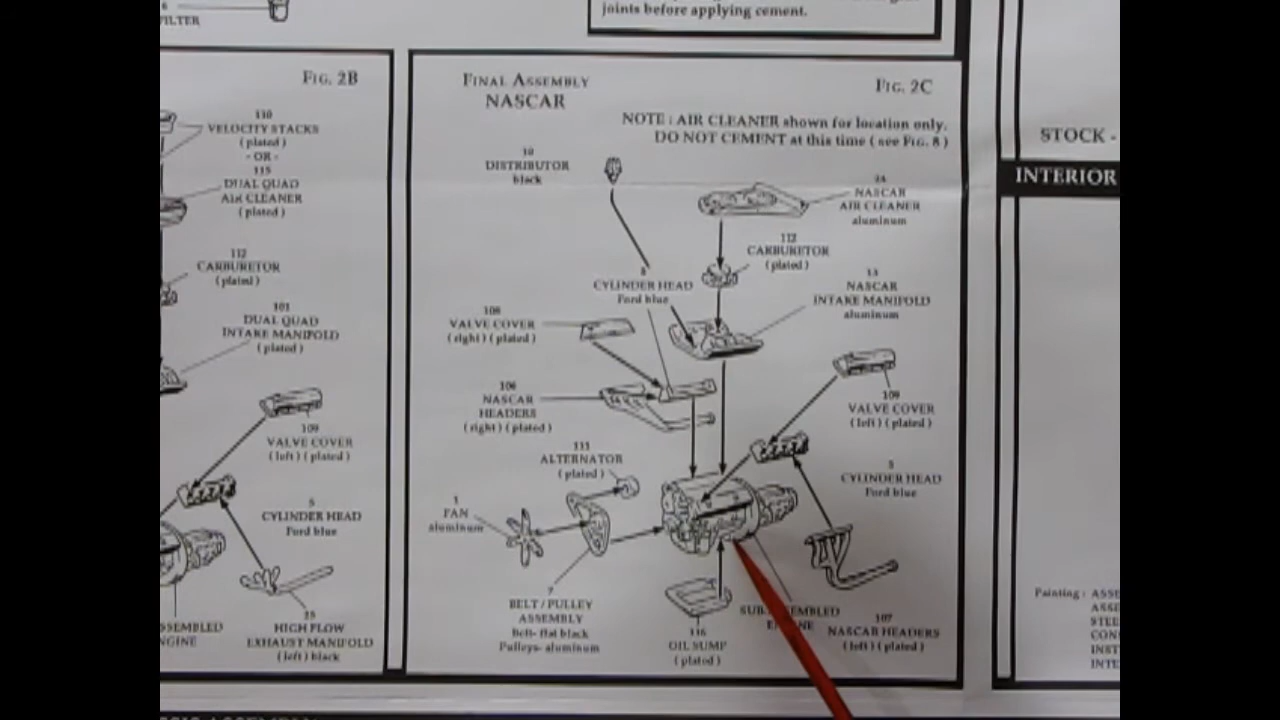 joints before applying cement.
6
FILTER
FIG. 2B
110
VELOCITY STACKS
( plated )
- OR -
115
DUAL QUAD
AIR CLEANER
( plated )
112
CARBURETOR
( plated )
101
DUAL QUAD
INTAKE MANIFOLD
( plated )
109
VALVE COVER
( left ) ( plated )
5
CYLINDER HEAD
Ford blue
HIGH FLOW
EXHAUST MANIFOLD
( left ) black
FINAL ASSEMBLY
NASCAR
FIG. 2C
NOTE : AIR CLEANER shown for location only.
DO NOT CEMENT at this time ( see FIG. 8 )
10
DISTRIBUTOR
black
24
NASCAR
AIR CLEANER
aluminum
112
CARBURETOR
( plated )
CYLINDER HEAD
Ford blue
13
NASCAR
INTAKE MANIFOLD
aluminum
108
VALVE COVER
( right ) ( plated )
106
NASCAR
HEADERS
( right ) ( plated )
109
VALVE COVER
( left ) ( plated )
111
ALTERNATOR
( plated )
5
CYLINDER HEAD
Ford blue
1
FAN
aluminum
7
BELT / PULLEY
ASSEMBLY
Belt- flat black
Pulleys- aluminum
116
OIL SUMP
( plated )
107
NASCAR HEADERS
( left ) ( plated )
STOCK -
INTERIOR
Painting :